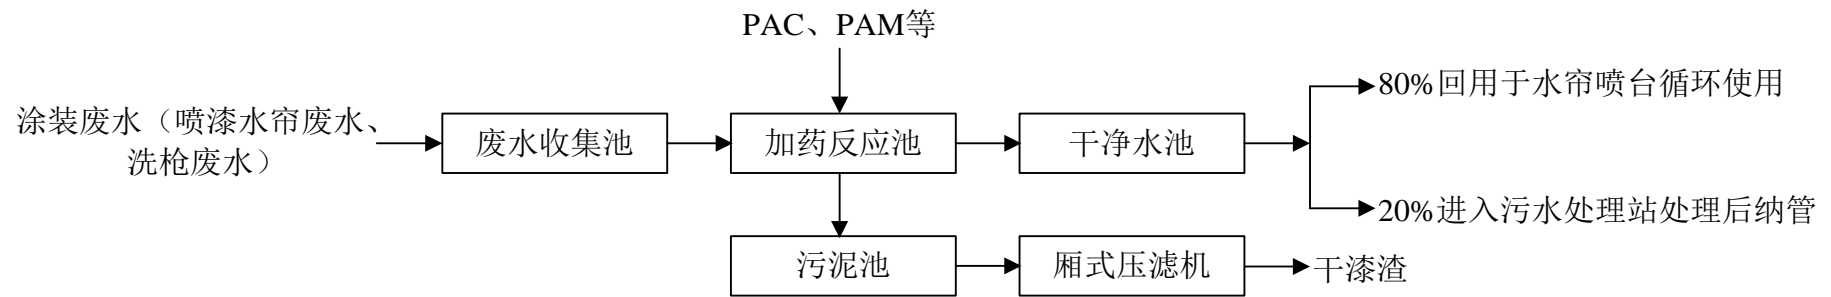 PAC、PAM等
涂装废水（喷漆水帘废水、
洗枪废水）
废水收集池
加药反应池
干净水池
80%回用于水帘喷台循环使用
20%进入污水处理站处理后纳管
污泥池
厢式压滤机
干漆渣